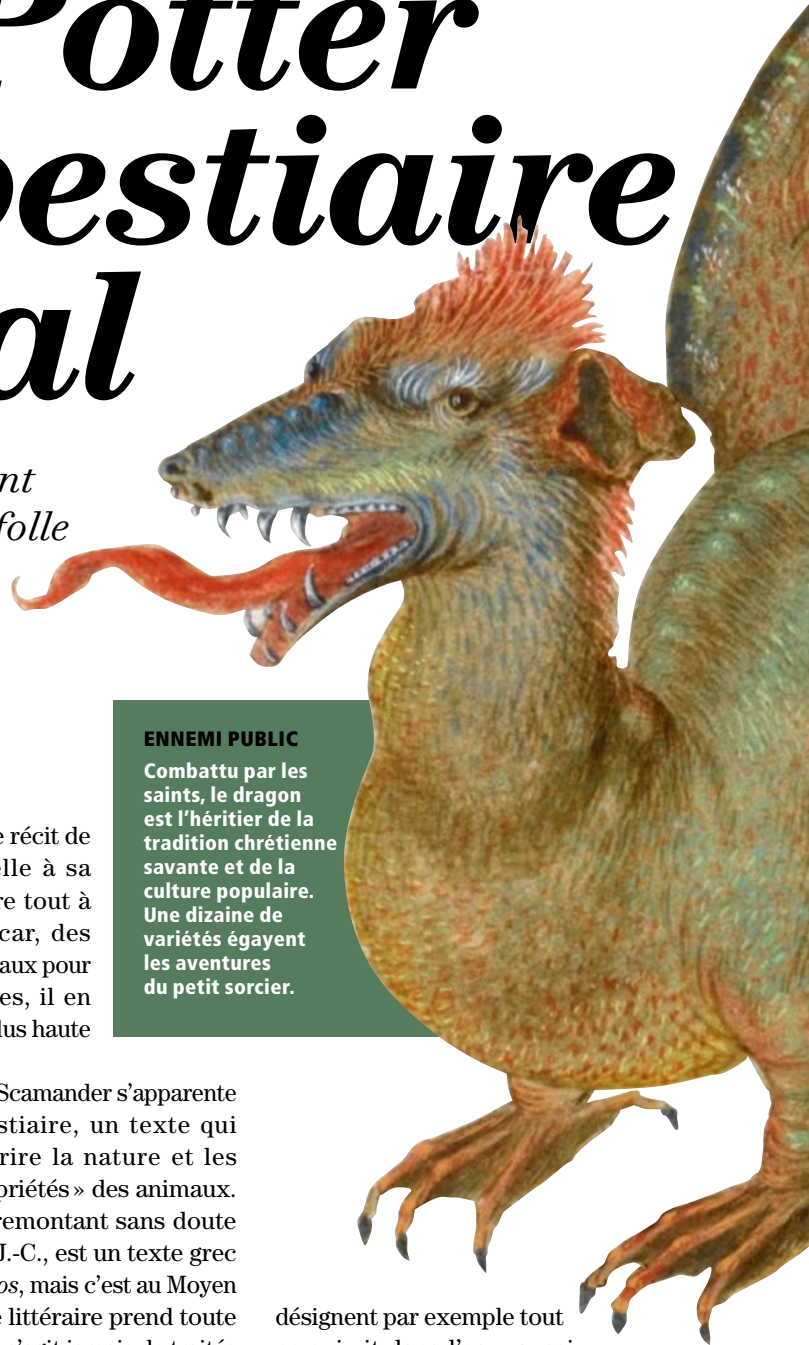 Potter
bestiaire
al
nt
folle
ENNEMI PUBLIC
Combattu par les
saints, le dragon
est l’héritier de la
tradition chrétienne
savante et de la
culture populaire.
Une dizaine de
variétés égayent
les aventures
du petit sorcier.
récit de
elle à sa
re tout à
car, des
aux pour
es, il en
lus haute
Scamander s’apparente
stiaire, un texte qui
rire la nature et les
priétés » des animaux.
remontant sans doute
J.-C., est un texte grec
os, mais c’est au Moyen
littéraire prend toute
désignent par exemple tout